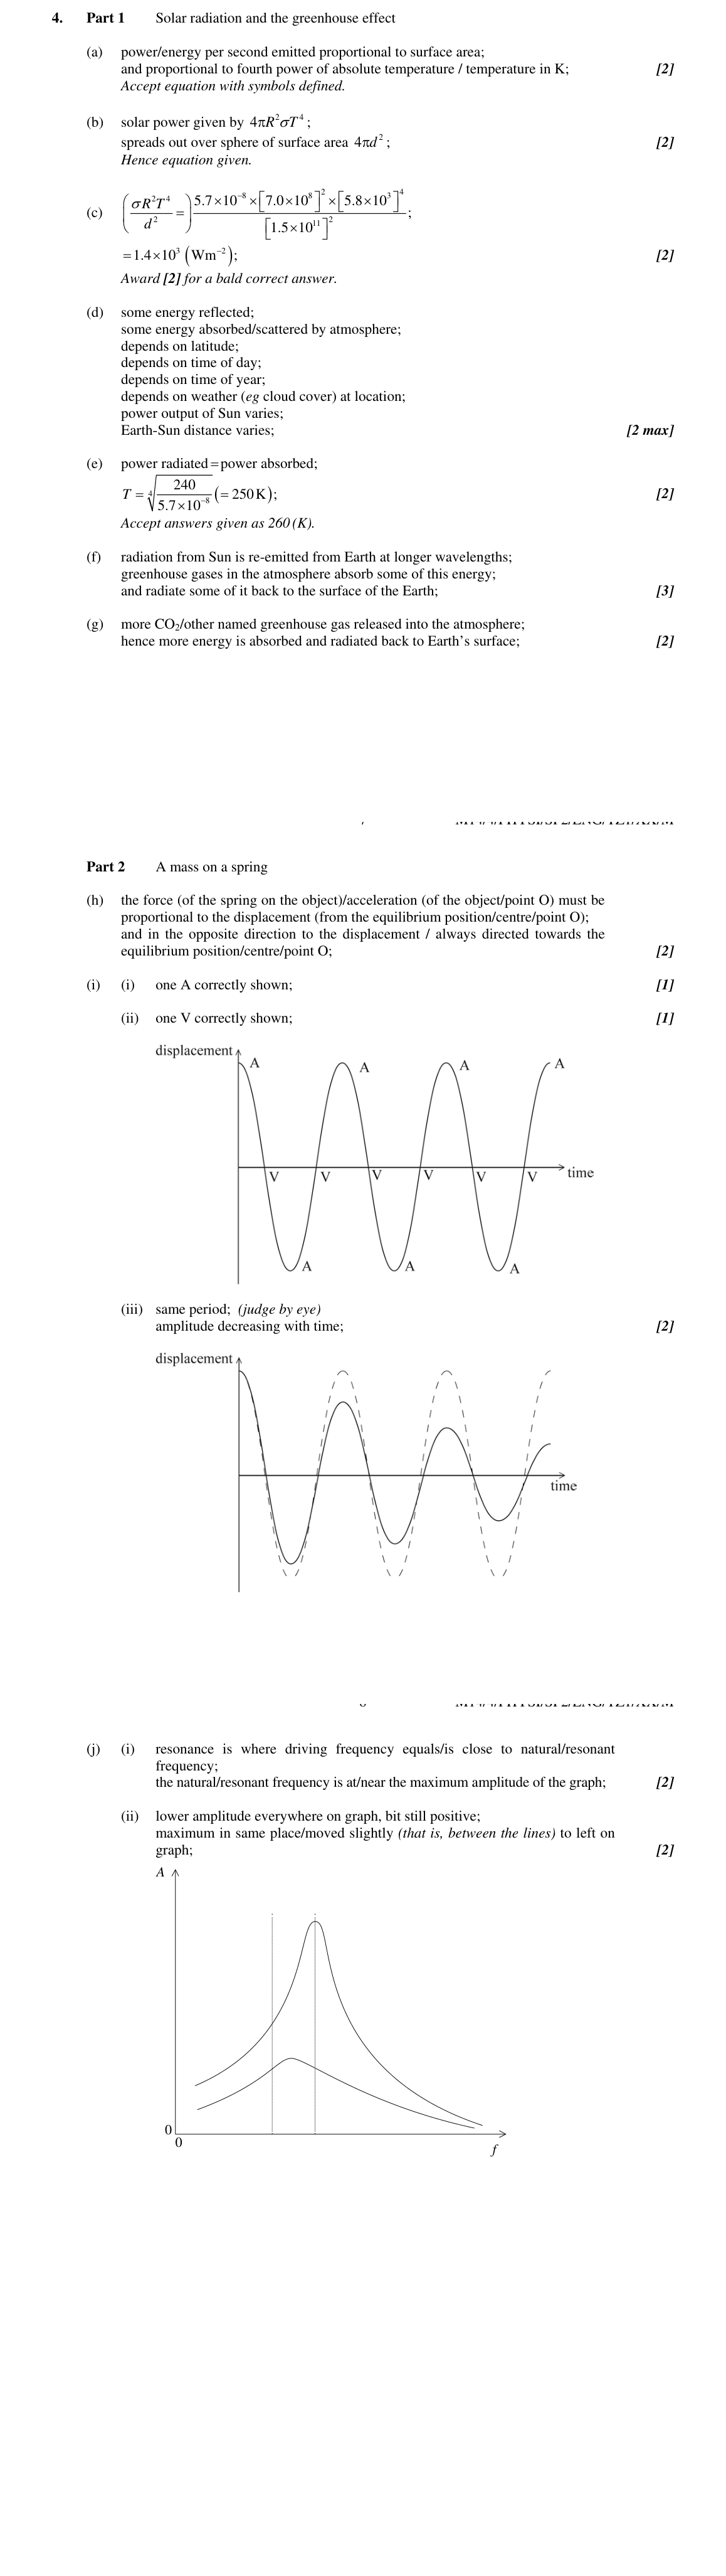 4. Part 1 Solar radiation and the greenhouse effect
(a) power/energy per second emitted proportional to surface area;
and proportional to fourth power of absolute temperature / temperature in K; [2]
Accept equation with symbols defined.
(b) solar power given by 4πR²σT⁴;
spreads out over sphere of surface area 4πd²; [2]
Hence equation given.
(c) (σR²T⁴/d² =) 5.7×10⁻⁸×[7.0×10⁸]²×[5.8×10³]⁴/[1.5×10¹¹]²;
=1.4×10³ (Wm⁻²); [2]
Award [2] for a bald correct answer.
(d) some energy reflected;
some energy absorbed/scattered by atmosphere;
depends on latitude;
depends on time of day;
depends on time of year;
depends on weather (eg cloud cover) at location;
power output of Sun varies;
Earth-Sun distance varies; [2 max]
(e) power radiated=power absorbed;
T = ⁴√(240/5.7×10⁻⁸) (=250K); [2]
Accept answers given as 260(K).
(f) radiation from Sun is re-emitted from Earth at longer wavelengths;
greenhouse gases in the atmosphere absorb some of this energy;
and radiate some of it back to the surface of the Earth; [3]
(g) more CO₂/other named greenhouse gas released into the atmosphere;
hence more energy is absorbed and radiated back to Earth's surface; [2]
Part 2 A mass on a spring
(h) the force (of the spring on the object)/acceleration (of the object/point O) must be
proportional to the displacement (from the equilibrium position/centre/point O);
and in the opposite direction to the displacement / always directed towards the
equilibrium position/centre/point O; [2]
(i) (i) one A correctly shown; [1]
(ii) one V correctly shown; [1]
displacement
A A A A
V V V V V V time
A A A
(iii) same period; (judge by eye)
amplitude decreasing with time; [2]
displacement
time
(j) (i) resonance is where driving frequency equals/is close to natural/resonant
frequency;
the natural/resonant frequency is at/near the maximum amplitude of the graph; [2]
(ii) lower amplitude everywhere on graph, bit still positive;
maximum in same place/moved slightly (that is, between the lines) to left on
graph; [2]
A
0
0
f